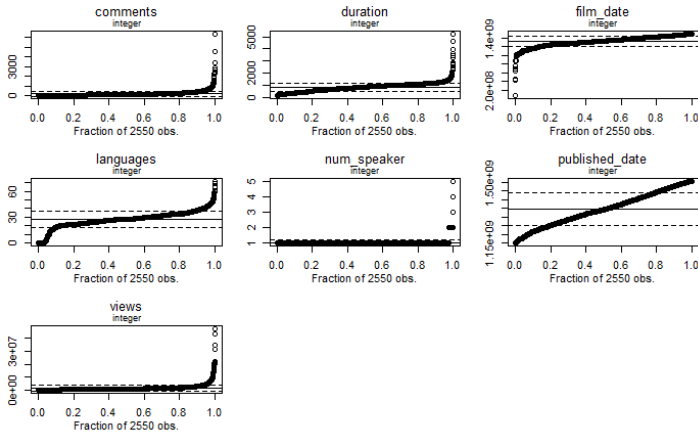 comments
integer
3000
0
0.0 0.2 0.4 0.6 0.8 1.0
Fraction of 2550 obs.
duration
integer
5000
2000
0
0.0 0.2 0.4 0.6 0.8 1.0
Fraction of 2550 obs.
film_date
integer
1.4e+09
2.0e+08
0.0 0.2 0.4 0.6 0.8 1.0
Fraction of 2550 obs.
languages
integer
60
30
0
0.0 0.2 0.4 0.6 0.8 1.0
Fraction of 2550 obs.
num_speaker
integer
5
4
3
2
1
0.0 0.2 0.4 0.6 0.8 1.0
Fraction of 2550 obs.
published_date
integer
1.50e+09
1.15e+09
0.0 0.2 0.4 0.6 0.8 1.0
Fraction of 2550 obs.
views
integer
3e+07
0e+00
0.0 0.2 0.4 0.6 0.8 1.0
Fraction of 2550 obs.